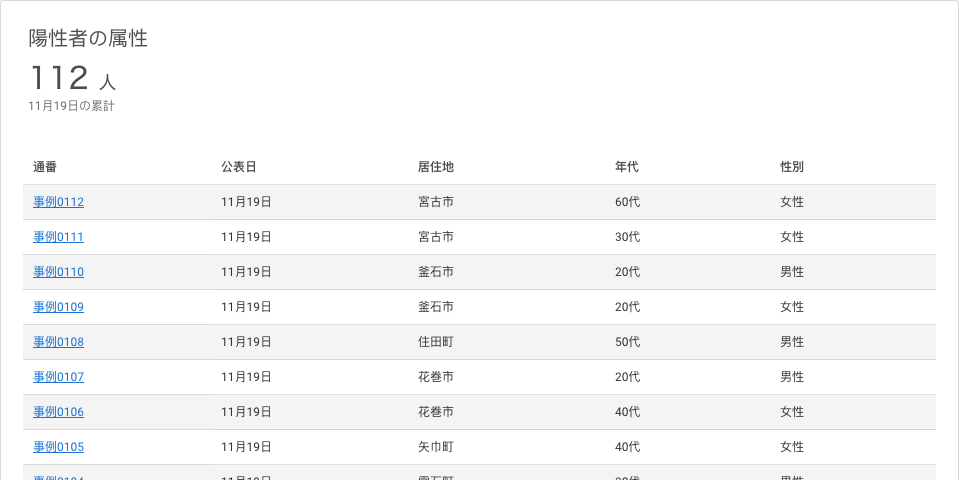 陽性者の属性
112 人
11月19日の累計
通番 公表日 居住地 年代 性別
事例0112 11月19日 宮古市 60代 女性
事例0111 11月19日 宮古市 30代 女性
事例0110 11月19日 釜石市 20代 男性
事例0109 11月19日 釜石市 20代 女性
事例0108 11月19日 住田町 50代 男性
事例0107 11月19日 花巻市 20代 男性
事例0106 11月19日 花巻市 40代 女性
事例0105 11月19日 矢巾町 40代 女性